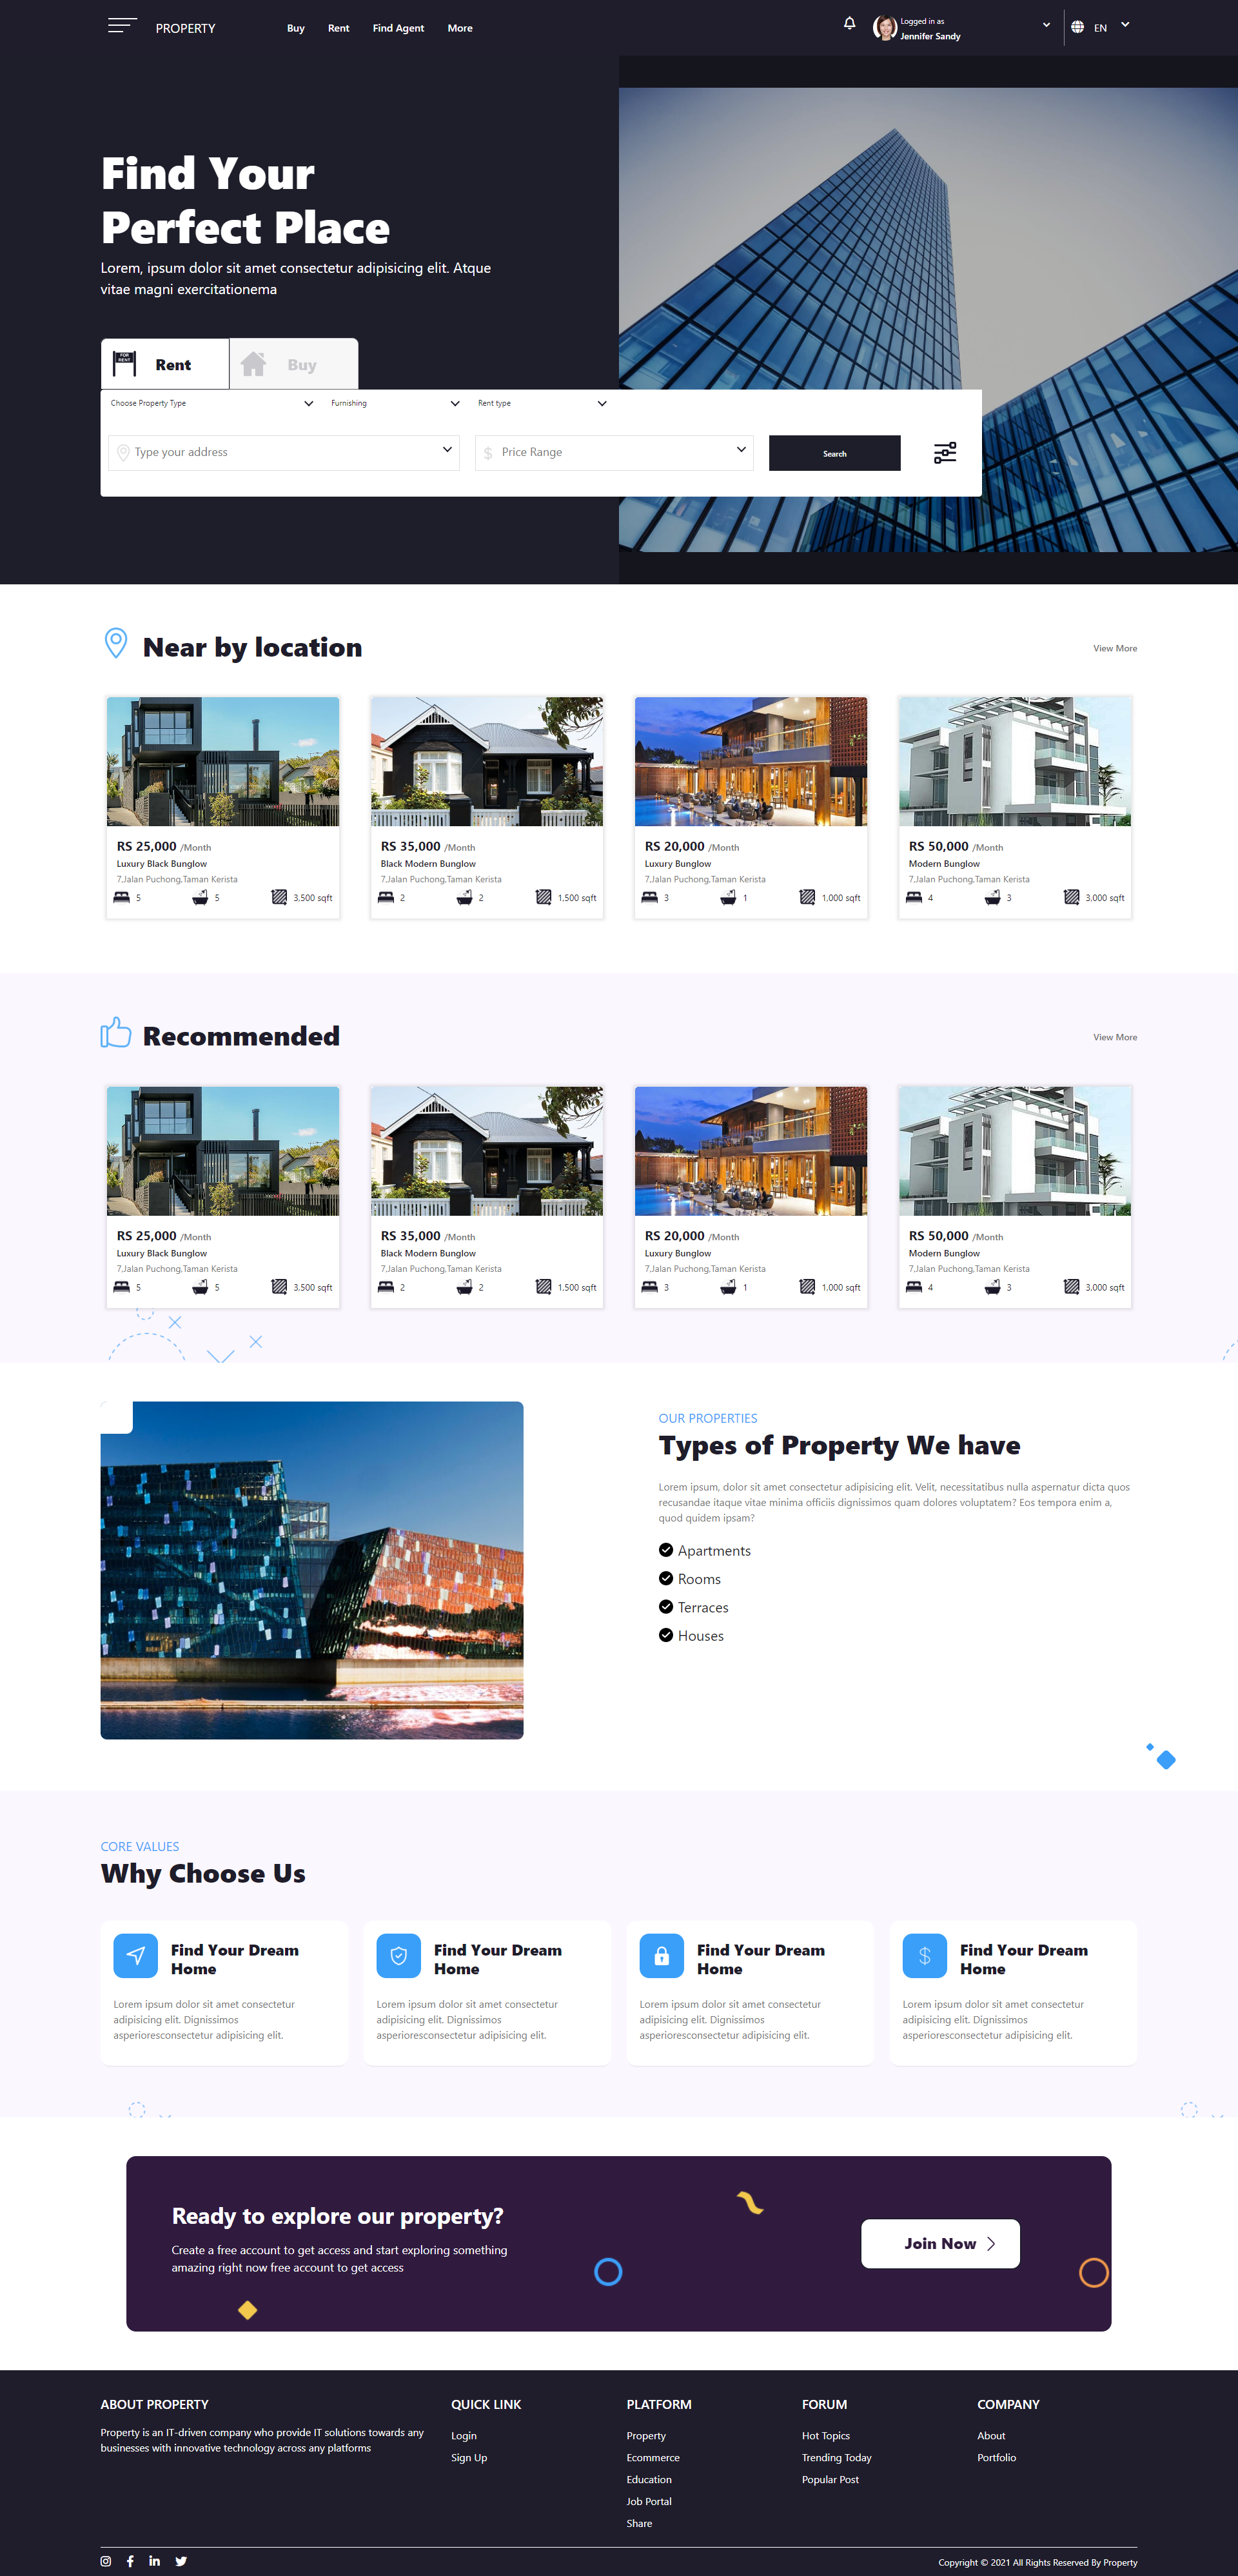 PROPERTY
Buy
Rent
Find Agent
More
Logged in as
Jennifer Sandy
EN
Find Your
Perfect Place
Lorem, ipsum dolor sit amet consectetur adipisicing elit. Atque
vitae magni exercitationema
FOR
RENT
Rent
Buy
Choose Property Type
Furnishing
Rent type
Type your address
$
Price Range
Search
Near by location
View More
RS 25,000 /Month
Luxury Black Bunglow
7,Jalan Puchong,Taman Kerista
5
5
3,500 sqft
RS 35,000 /Month
Black Modern Bunglow
7,Jalan Puchong,Taman Kerista
2
2
1,500 sqft
RS 20,000 /Month
Luxury Bunglow
7,Jalan Puchong,Taman Kerista
3
1
1,000 sqft
RS 50,000 /Month
Modern Bunglow
7,Jalan Puchong,Taman Kerista
4
3
3,000 sqft
Recommended
View More
RS 25,000 /Month
Luxury Black Bunglow
7,Jalan Puchong,Taman Kerista
5
5
3,500 sqft
RS 35,000 /Month
Black Modern Bunglow
7,Jalan Puchong,Taman Kerista
2
2
1,500 sqft
RS 20,000 /Month
Luxury Bunglow
7,Jalan Puchong,Taman Kerista
3
1
1,000 sqft
RS 50,000 /Month
Modern Bunglow
7,Jalan Puchong,Taman Kerista
4
3
3,000 sqft
OUR PROPERTIES
Types of Property We have
Lorem ipsum, dolor sit amet consectetur adipisicing elit. Velit, necessitatibus nulla aspernatur dicta quos
recusandae itaque vitae minima officiis dignissimos quam dolores voluptatem? Eos tempora enim a,
quod quidem ipsam?
Apartments
Rooms
Terraces
Houses
CORE VALUES
Why Choose Us
Find Your Dream
Home
Lorem ipsum dolor sit amet consectetur
adipisicing elit. Dignissimos
asperioresconsectetur adipisicing elit.
Find Your Dream
Home
Lorem ipsum dolor sit amet consectetur
adipisicing elit. Dignissimos
asperioresconsectetur adipisicing elit.
Find Your Dream
Home
Lorem ipsum dolor sit amet consectetur
adipisicing elit. Dignissimos
asperioresconsectetur adipisicing elit.
$
Find Your Dream
Home
Lorem ipsum dolor sit amet consectetur
adipisicing elit. Dignissimos
asperioresconsectetur adipisicing elit.
Ready to explore our property?
Create a free account to get access and start exploring something
amazing right now free account to get access
Join Now
ABOUT PROPERTY
Property is an IT-driven company who provide IT solutions towards any
businesses with innovative technology across any platforms
QUICK LINK
Login
Sign Up
PLATFORM
Property
Ecommerce
Education
Job Portal
Share
FORUM
Hot Topics
Trending Today
Popular Post
COMPANY
About
Portfolio
Copyright © 2021 All Rights Reserved By Property